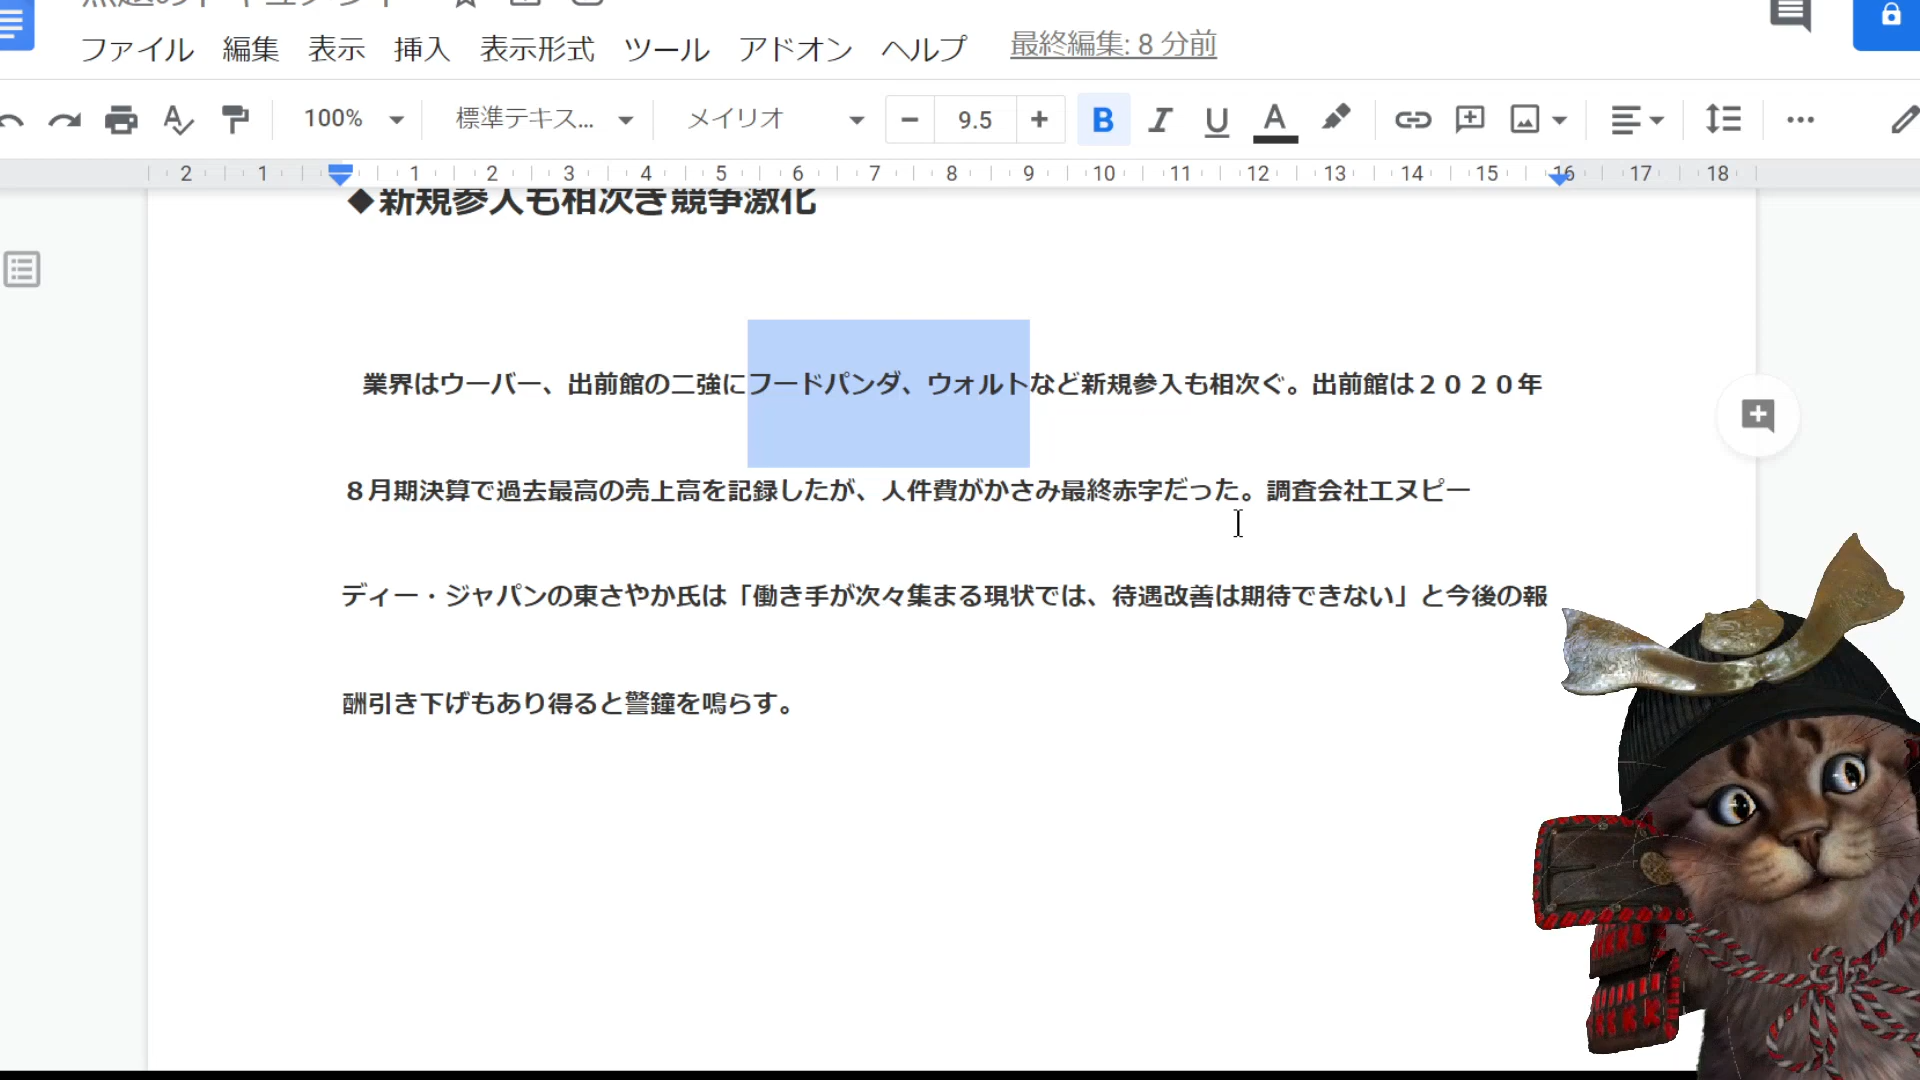 ファイル 編集 表示 挿入 表示形式 ツール アドオン ヘルプ 最終編集: 8 分前
100% 標準テキス... メイリオ 9.5 B I U A
2 1 1 2 3 4 5 6 7 8 9 10 11 12 13 14 15 16 17 18
◆新規参入も相次ぎ競争激化
業界はウーバー、出前館の二強にフードパンダ、ウォルトなど新規参入も相次ぐ。出前館は２０２０年
８月期決算で過去最高の売上高を記録したが、人件費がかさみ最終赤字だった。調査会社エヌピー
ディー・ジャパンの東さやか氏は「働き手が次々集まる現状では、待遇改善は期待できない」と今後の報
酬引き下げもあり得ると警鐘を鳴らす。